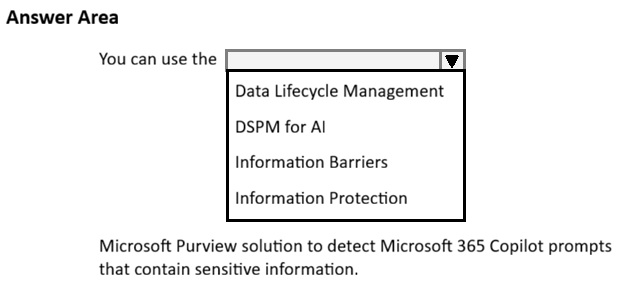 Answer Area
You can use the
Data Lifecycle Management
DSPM for AI
Information Barriers
Information Protection
Microsoft Purview solution to detect Microsoft 365 Copilot prompts
that contain sensitive information.